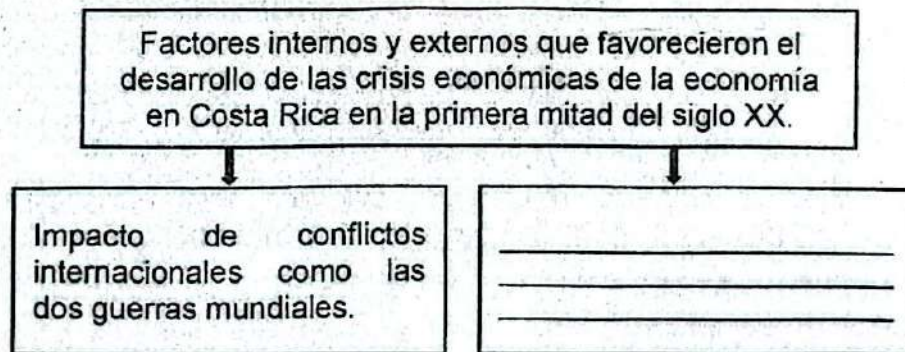 Factores internos y externos que favorecieron el
desarrollo de las crisis económicas de la economía
en Costa Rica en la primera mitad del siglo XX.
Impacto de conflictos
internacionales como las
dos guerras mundiales.